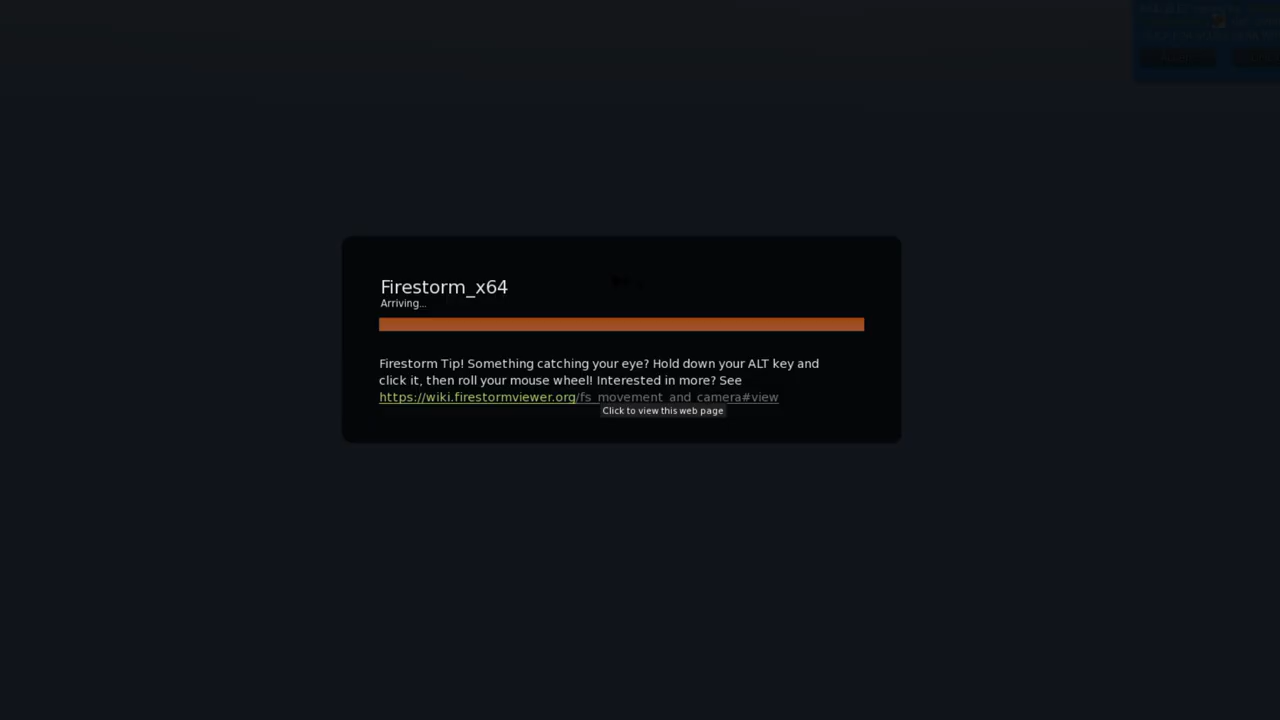 Firestorm_x64
Arriving...
Firestorm Tip! Something catching your eye? Hold down your ALT key and
click it, then roll your mouse wheel! Interested in more? See
https://wiki.firestormviewer.org/fs_movement_and_camera#view
Click to view this web page